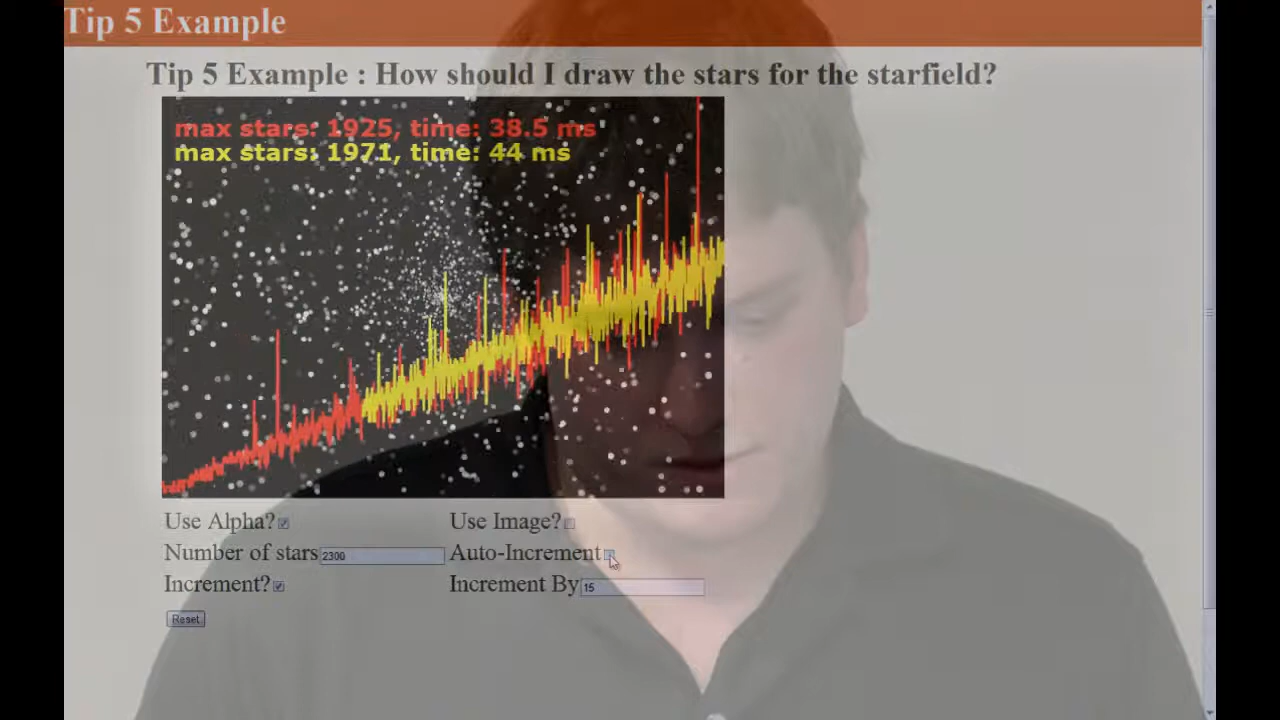 Tip 5 Example
Tip 5 Example : How should I draw the stars for the starfield?
max stars: 1925, time: 38.5 ms
max stars: 1971, time: 44 ms
Use Alpha? Use Image?
Number of stars 2300 Auto-Increment
Increment? Increment By 15
Reset